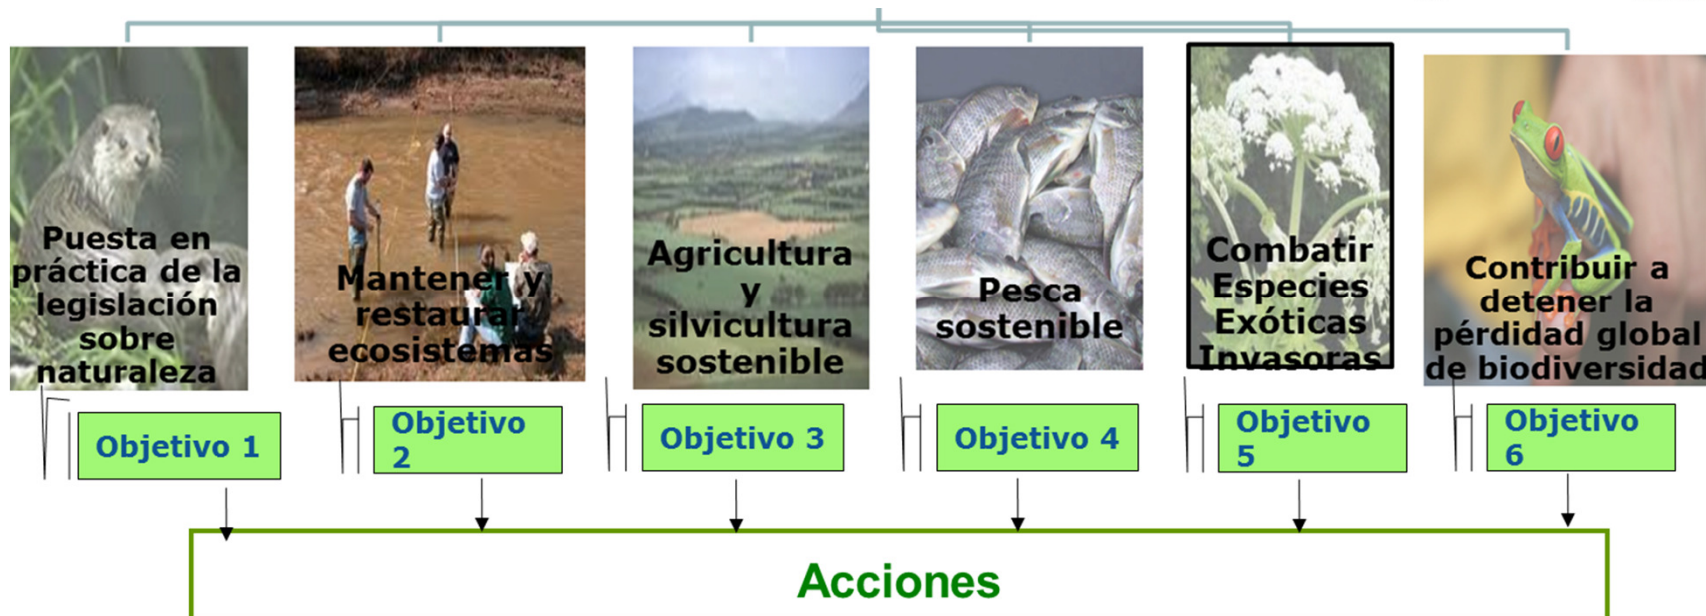 Puesta en
práctica de la
legislación
sobre
naturaleza
Mantener y
restaurar
ecosistemas
Agricultura
y
silvicultura
sostenible
Pesca
sostenible
Combatir
Especies
Exóticas
Invasoras
Contribuir a
detener la
pérdidad global
de biodiversidad
Objetivo 1
Objetivo
2
Objetivo 3
Objetivo 4
Objetivo
5
Objetivo
6
Acciones